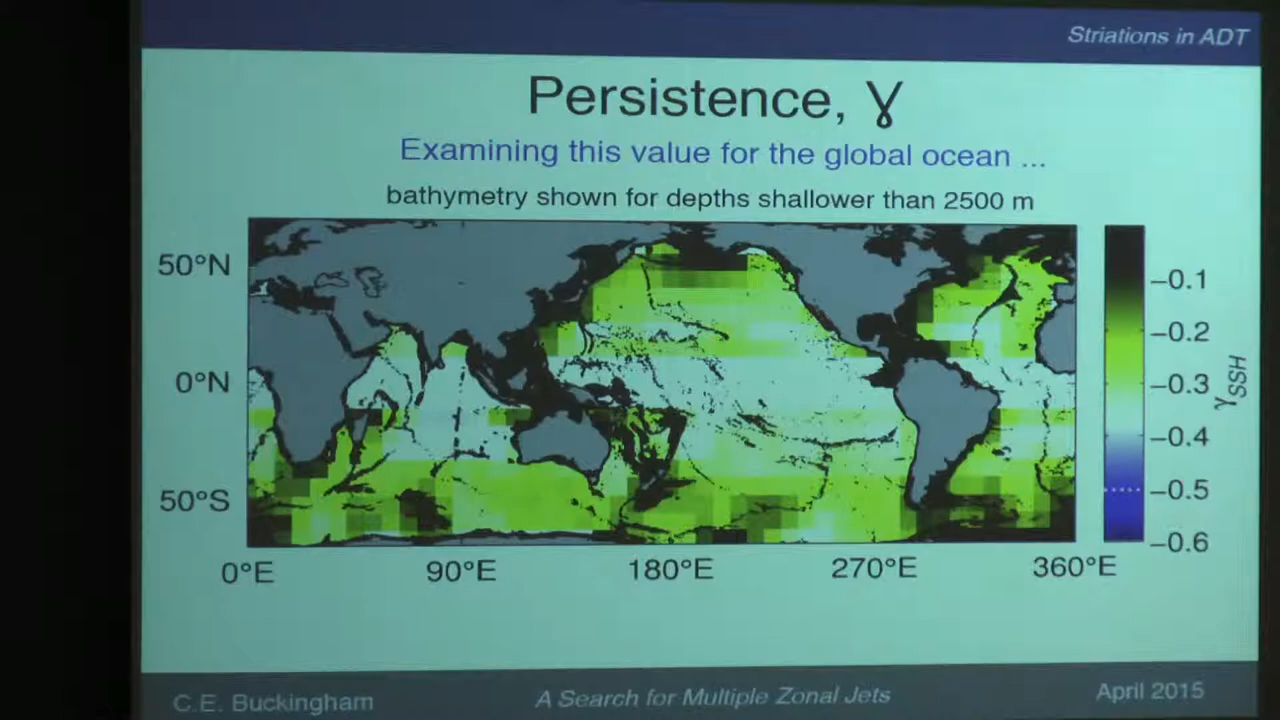 Striations in ADT
Persistence, γ
Examining this value for the global ocean ...
bathymetry shown for depths shallower than 2500 m
50°N
0°N
50°S
0°E
90°E
180°E
270°E
360°E
−0.1
−0.2
−0.3
−0.4
−0.5
−0.6
γSSH
C.E. Buckingham
A Search for Multiple Zonal Jets
April 2015